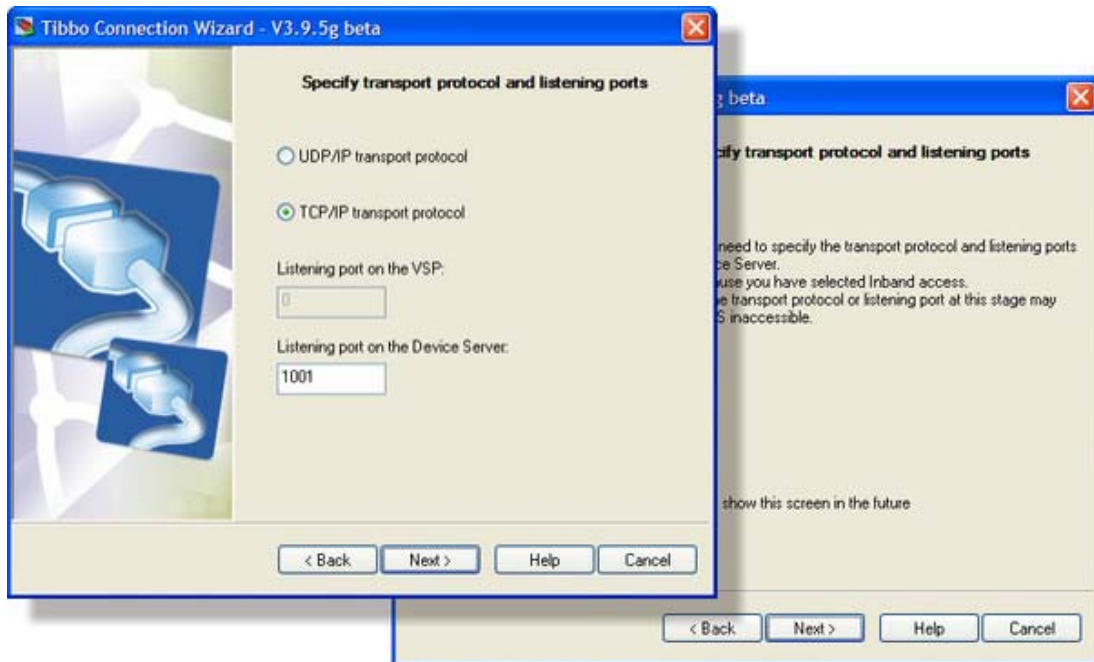 Tibbo Connection Wizard - V3.9.5g beta
Specify transport protocol and listening ports
UDP/IP transport protocol
TCP/IP transport protocol
Listening port on the VSP:
0
Listening port on the Device Server:
1001
< Back
Next >
Help
Cancel
beta
transport protocol and listening ports
need to specify the transport protocol and listening ports
Server.
you have selected Inband access.
transport protocol or listening port at this stage may
inaccessible.
show this screen in the future
< Back
Next >
Help
Cancel